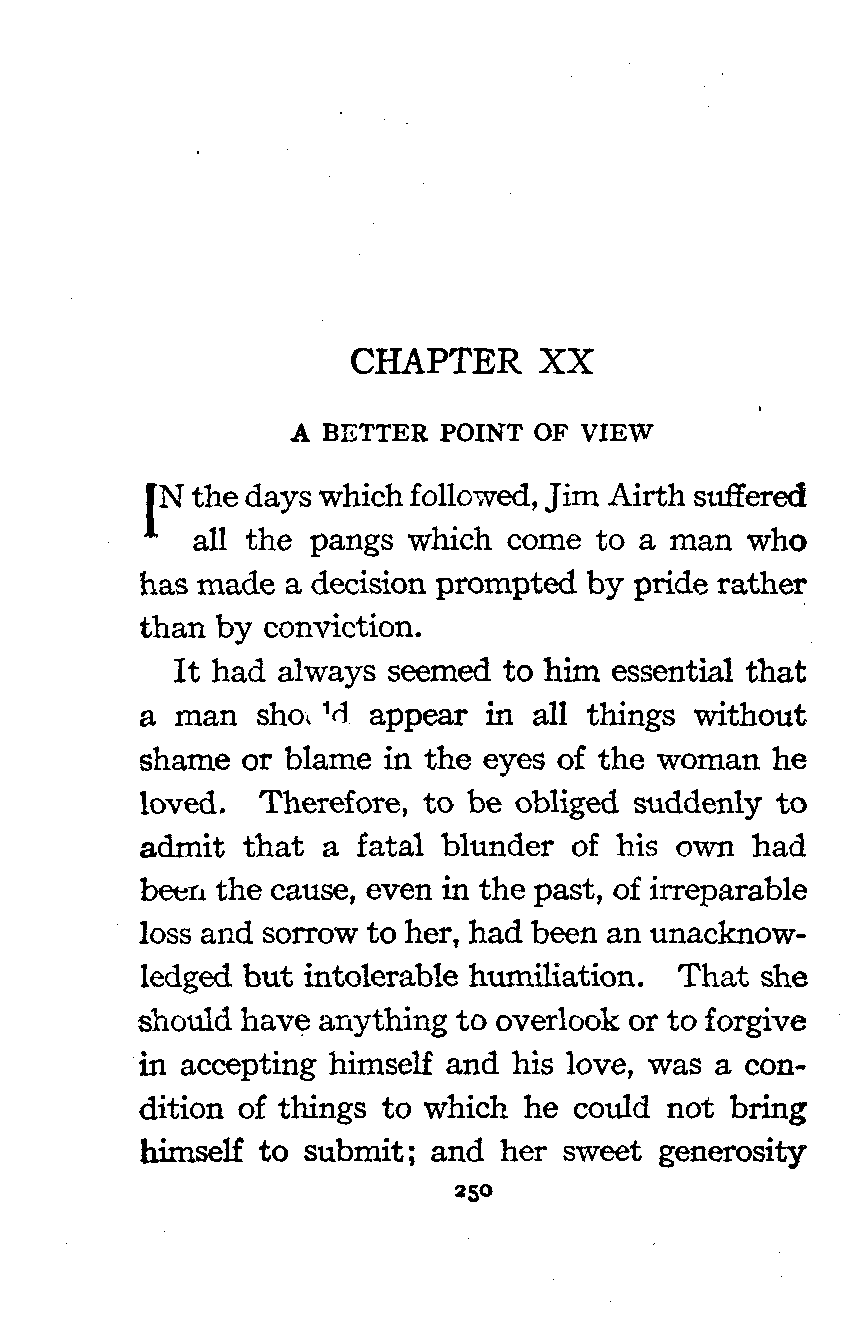 CHAPTER XX
A BETTER POINT OF VIEW
IN the days which followed, Jim Airth suffered
all the pangs which come to a man who
has made a decision prompted by pride rather
than by conviction.
It had always seemed to him essential that
a man should appear in all things without
shame or blame in the eyes of the woman he
loved. Therefore, to be obliged suddenly to
admit that a fatal blunder of his own had
been the cause, even in the past, of irreparable
loss and sorrow to her, had been an unacknow-
ledged but intolerable humiliation. That she
should have anything to overlook or to forgive
in accepting himself and his love, was a con-
dition of things to which he could not bring
himself to submit; and her sweet generosity
250